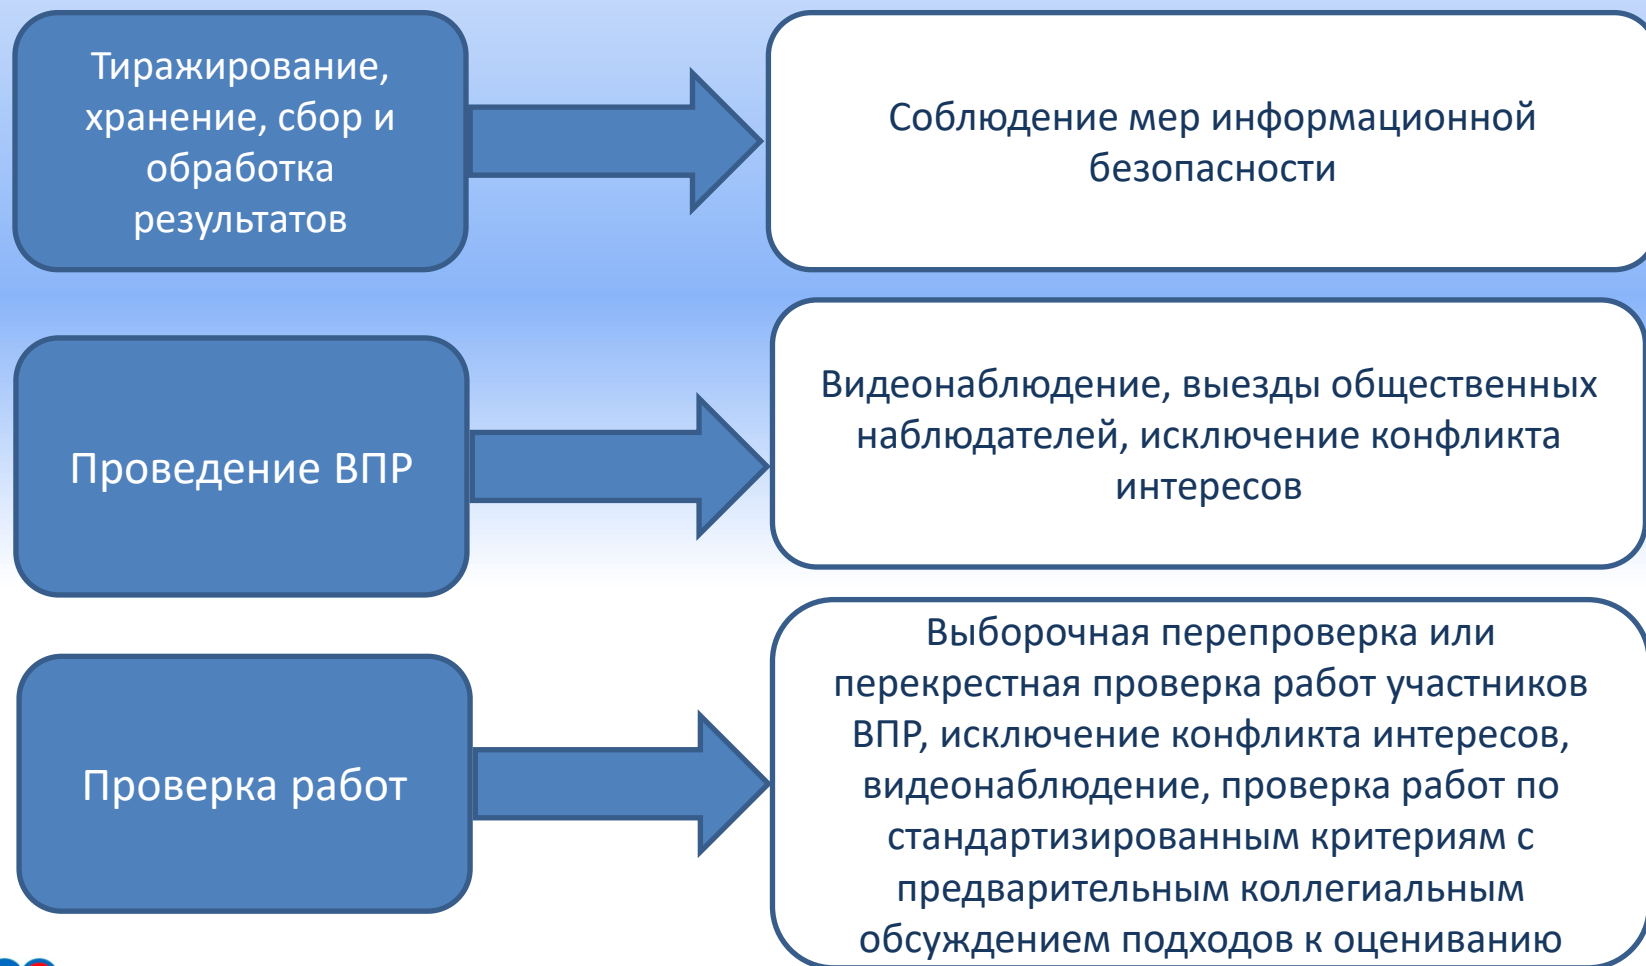 Тиражирование,
хранение, сбор и
обработка
результатов
Соблюдение мер информационной
безопасности
Проведение ВПР
Видеонаблюдение, выезды общественных
наблюдателей, исключение конфликта
интересов
Проверка работ
Выборочная перепроверка или
перекрестная проверка работ участников
ВПР, исключение конфликта интересов,
видеонаблюдение, проверка работ по
стандартизированным критериям с
предварительным коллегиальным
обсуждением подходов к оцениванию